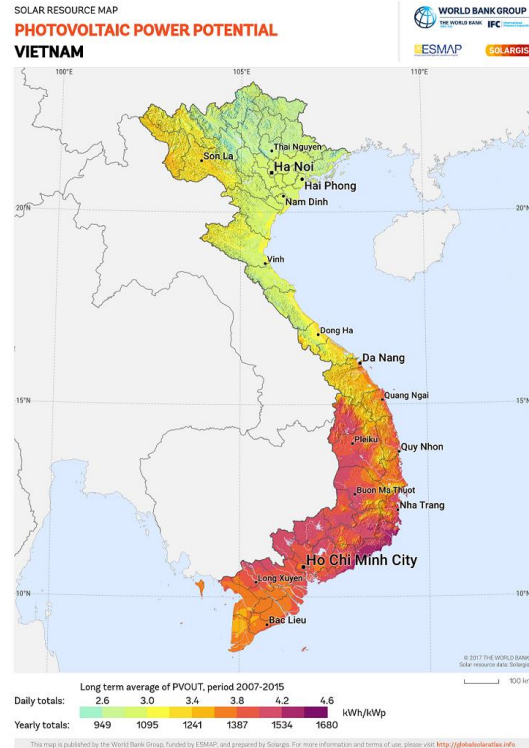 SOLAR RESOURCE MAP
PHOTOVOLTAIC POWER POTENTIAL
VIETNAM
WORLD BANK GROUP
THE WORLD BANK IFC
ESMAP
SOLARGIS
100°E 105°E 110°E
Thai Nguyen
Son La
Ha Noi
Hai Phong
Nam Dinh
20°N 20°N
Vinh
Dong Ha
Da Nang
Quang Ngai
15°N 15°N
Pleiku
Quy Nhon
Buon Ma Thuot
Nha Trang
Ho Chi Minh City
Long Xuyen
10°N 10°N
Bac Lieu
© 2017 THE WORLD BANK
Solar resource data: Solargis
100 k
Long term average of PVOUT, period 2007-2015
Daily totals: 2.6 3.0 3.4 3.8 4.2 4.6
kWh/kWp
Yearly totals: 949 1095 1241 1387 1534 1680
This map is published by the World Bank Group, funded by ESMAP, and prepared by Solargis. For more information and terms of use, please visit http://globalsolaratlas.info.